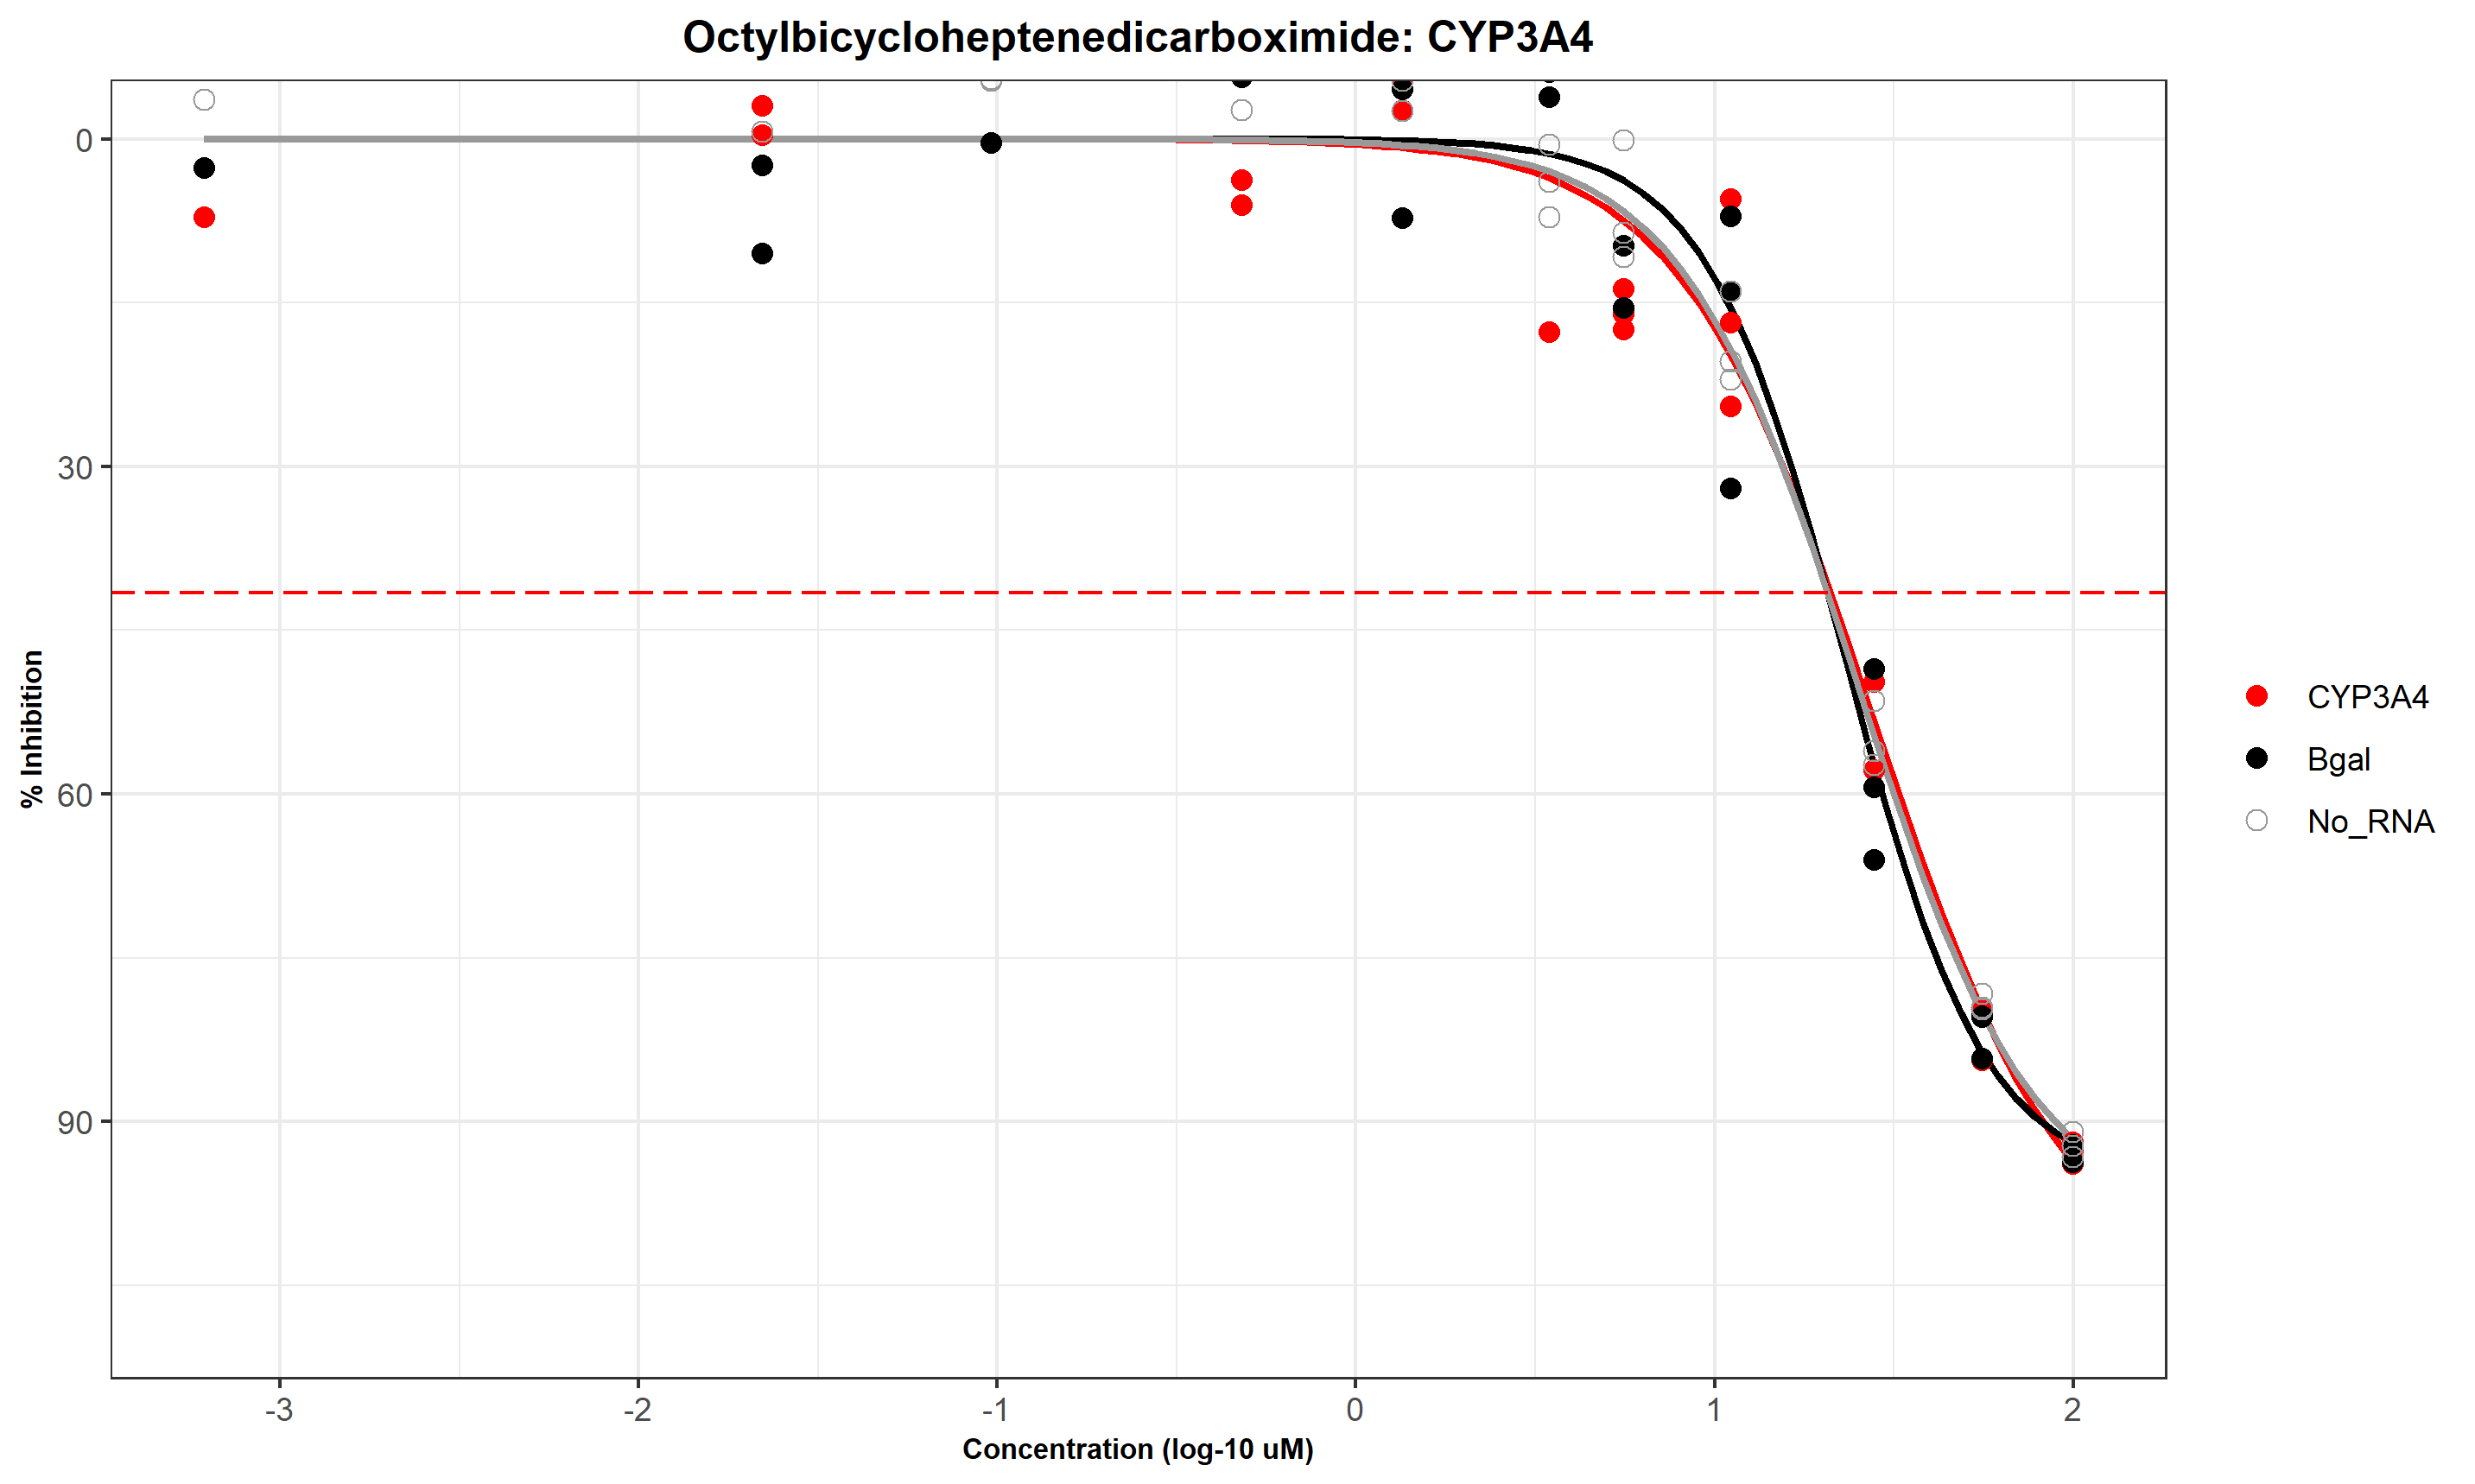 Octylbicycloheptenedicarboximide: CYP3A4
% Inhibition
0
30
60
90
-3
-2
-1
0
1
2
Concentration (log-10 uM)
CYP3A4
Bgal
No_RNA